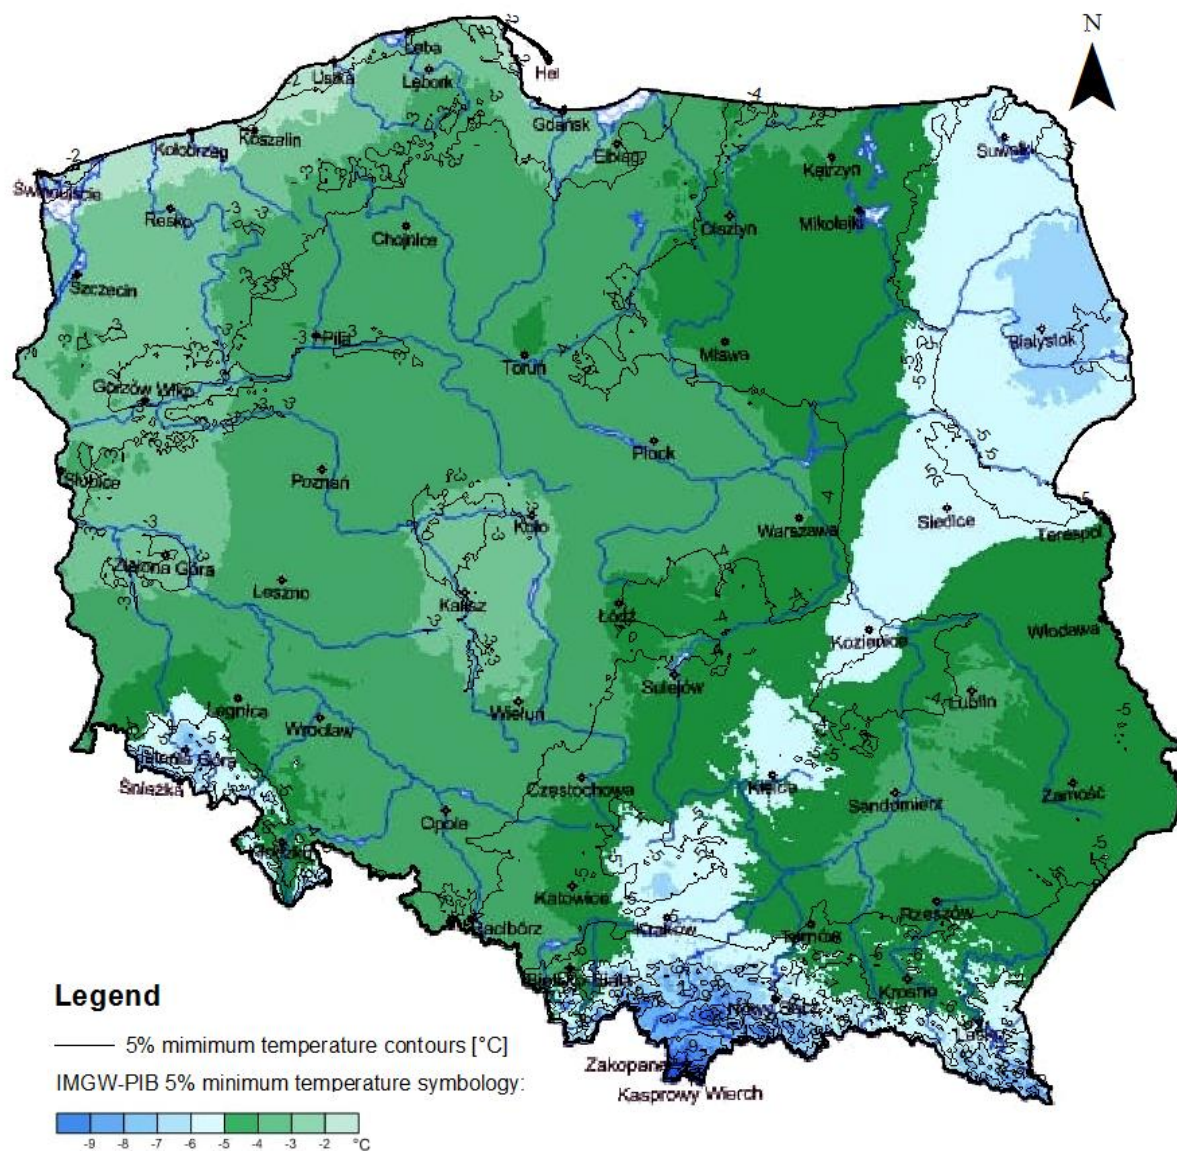 N
Łeba
Ustka
Lębork
Hel
Gdańsk
Kołobrzeg
Koszalin
Elbląg
Suwałki
Kętrzyn
Świnoujście
Resko
Chojnice
Olsztyn
Mikołajki
Szczecin
Piła
Toruń
Mława
Białystok
Gorzów Wlkp
Płock
Słubice
Poznań
Koło
Warszawa
Siedlce
Terespol
Zielona Góra
Leszno
Kalisz
Łódź
Kozienice
Włodawa
Sulejów
Lublin
Legnica
Wrocław
Wieluń
Jelenia Góra
Śnieżka
Częstochowa
Kielce
Sandomierz
Zamość
Opole
Katowice
Racibórz
Kraków
Tarnów
Rzeszów
Bielsko Biała
Nowy Sącz
Krosno
Lesko
Zakopane
Kasprowy Wierch
Legend
5% mimimum temperature contours [°C]
IMGW-PIB 5% minimum temperature symbology:
-9 -8 -7 -6 -5 -4 -3 -2 °C